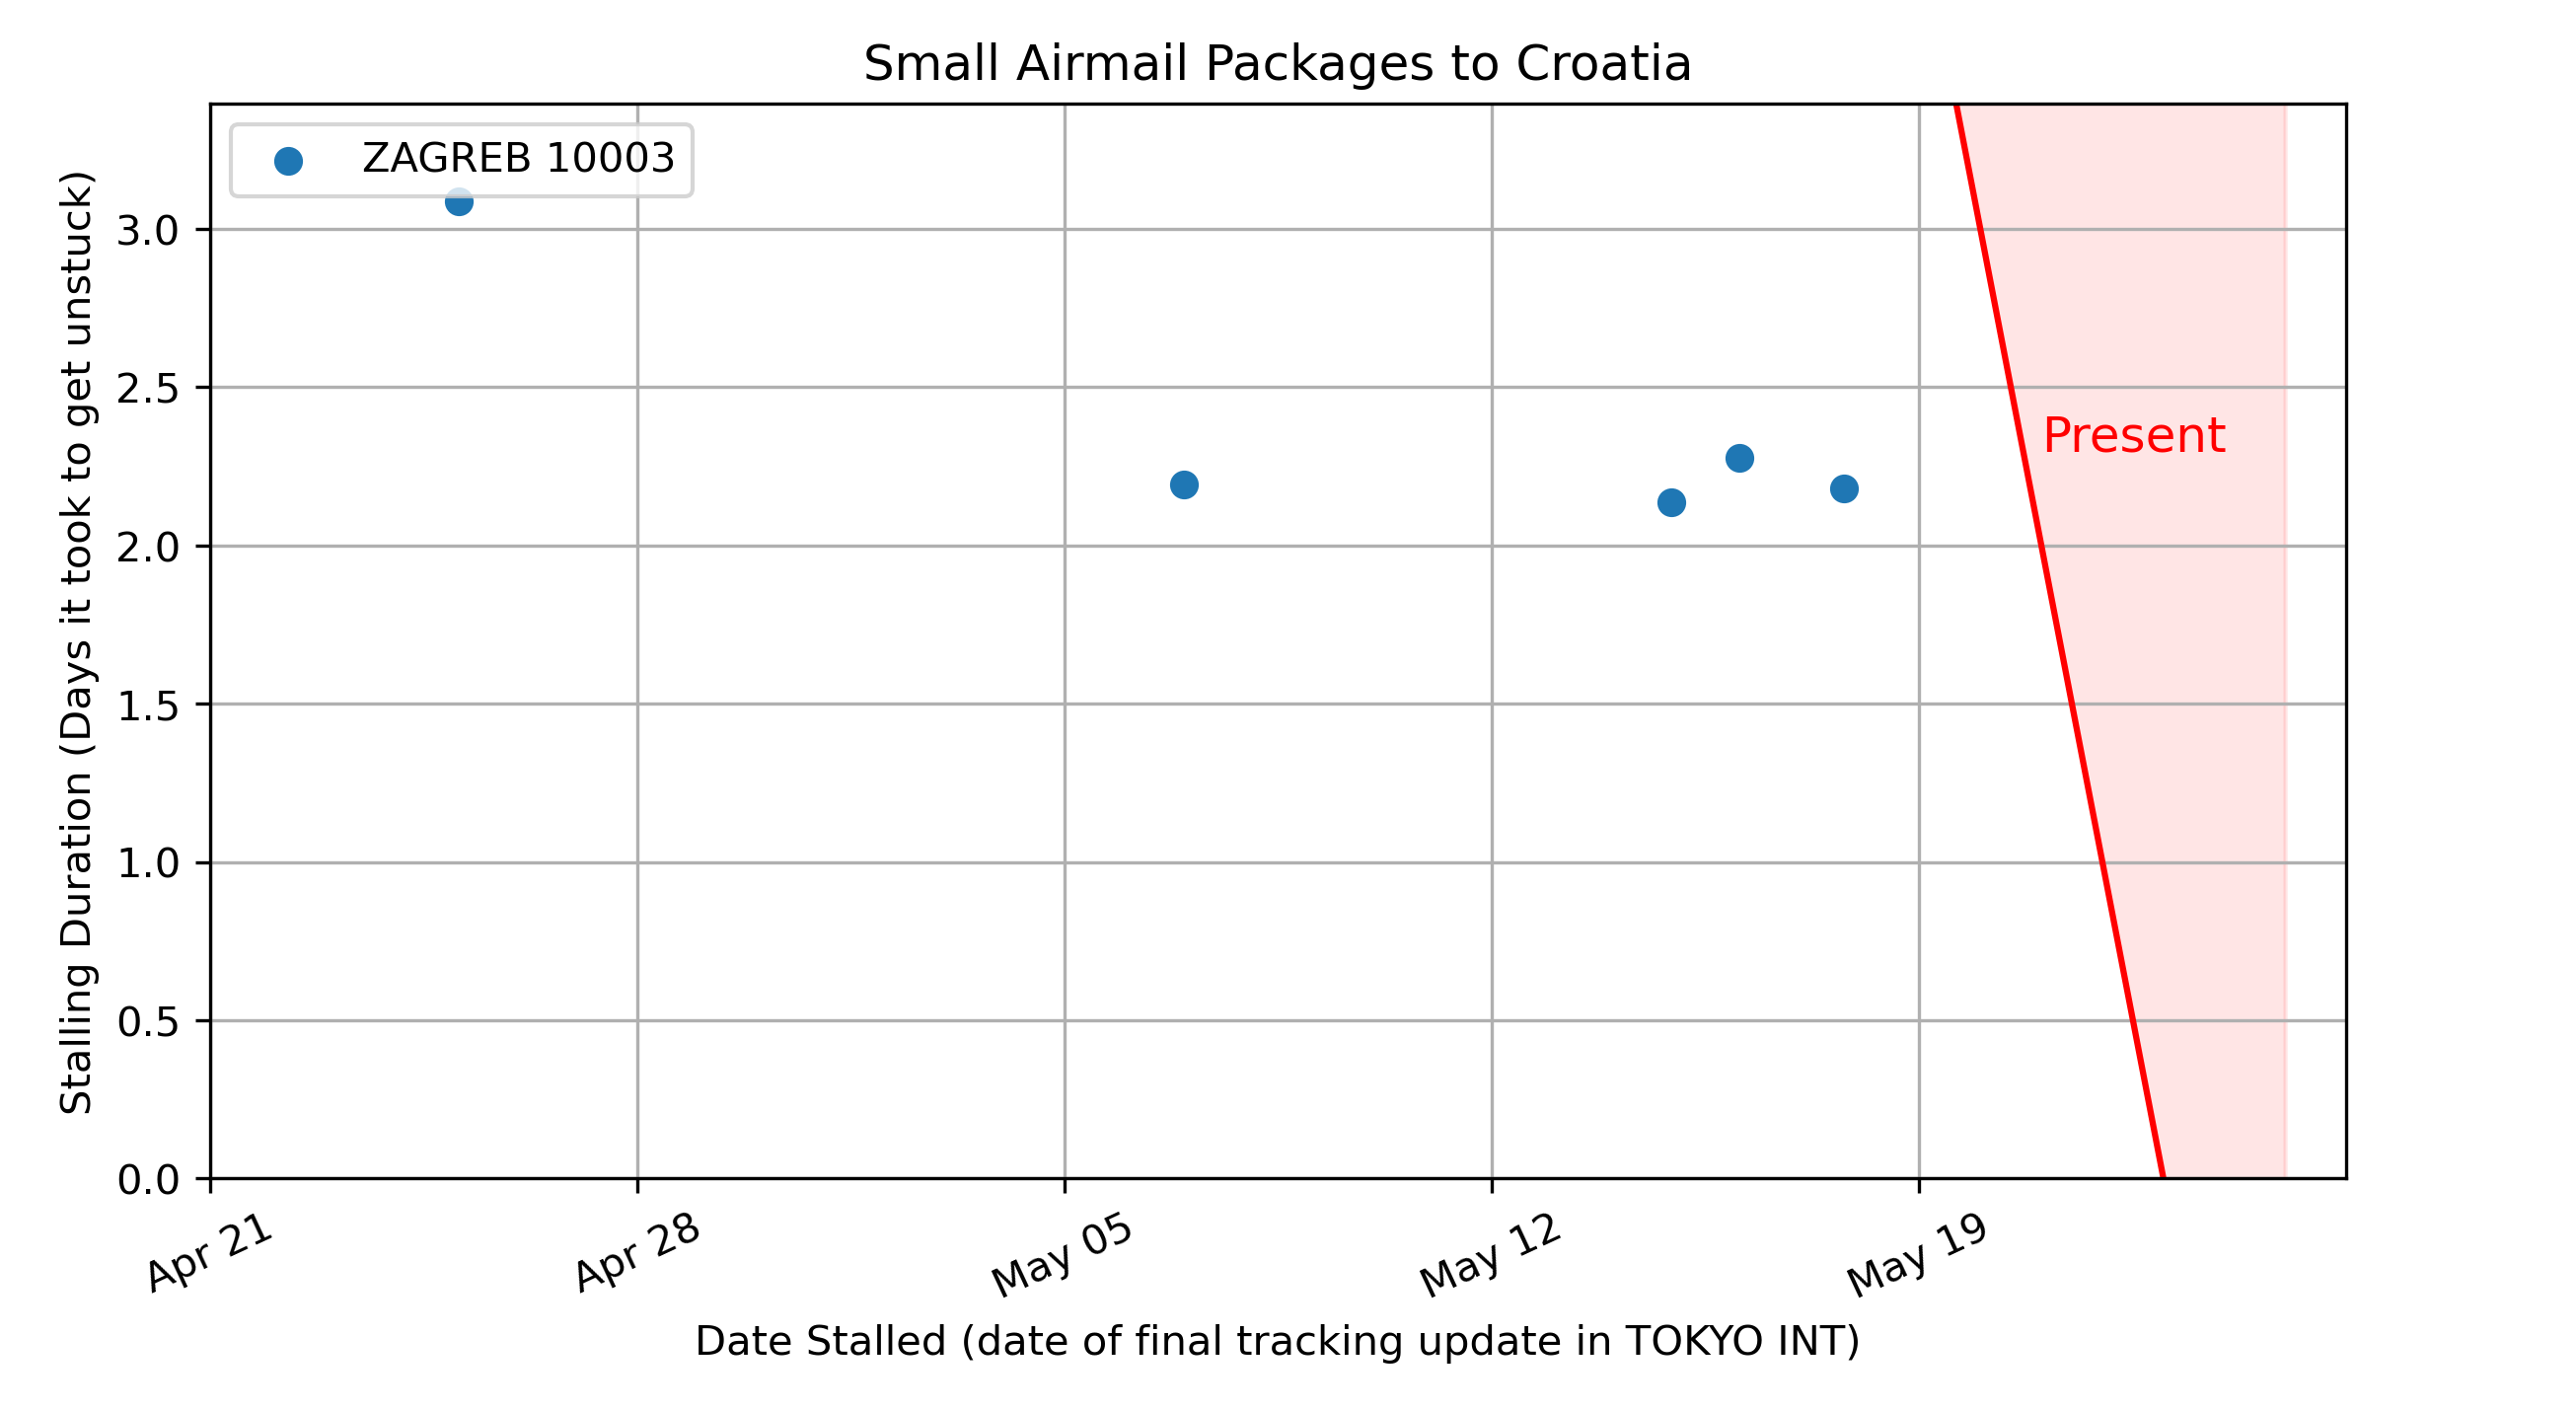 Small Airmail Packages to Croatia
ZAGREB 10003
Stalling Duration (Days it took to get unstuck)
3.0
2.5
2.0
1.5
1.0
0.5
0.0
Present
Apr 21
Apr 28
May 05
May 12
May 19
Date Stalled (date of final tracking update in TOKYO INT)